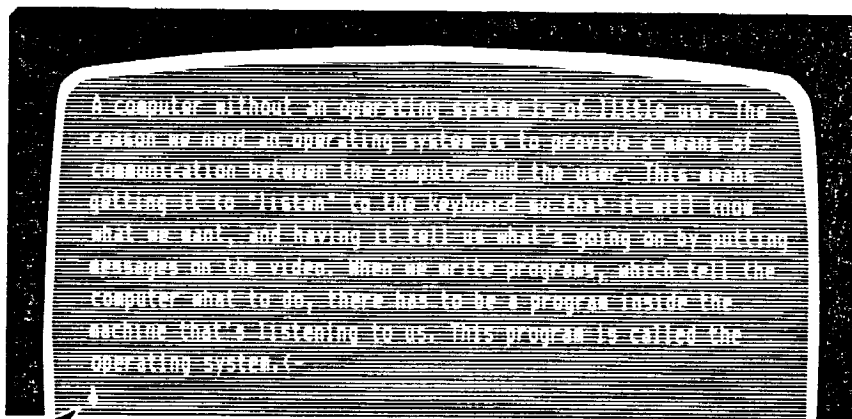 A computer without an operating system is of little use. The
reason we need an operating system is to provide a means of
communication between the computer and the user. This means
getting it to "listen" to the keyboard so that it will know
what we want, and having it tell us what's going on by putting
messages on the video. When we write programs, which tell the
computer what to do, there has to be a program inside the
machine that's listening to us. This program is called the
operating system.<-